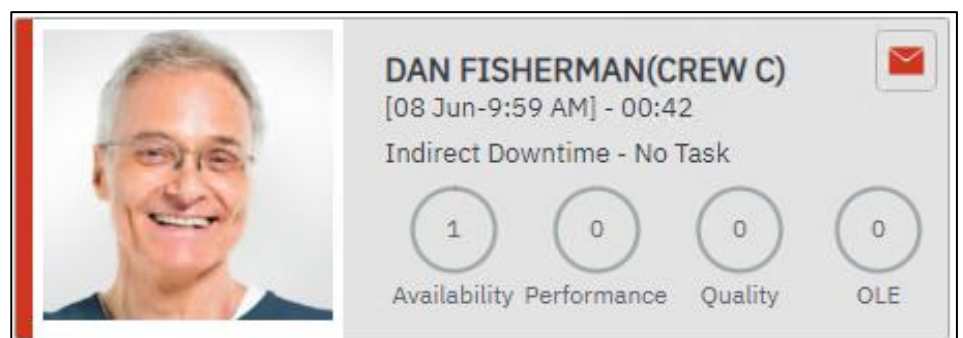 DAN FISHERMAN(CREW C)
[08 Jun-9:59 AM] - 00:42
Indirect Downtime - No Task
1 0 0 0
Availability Performance Quality OLE